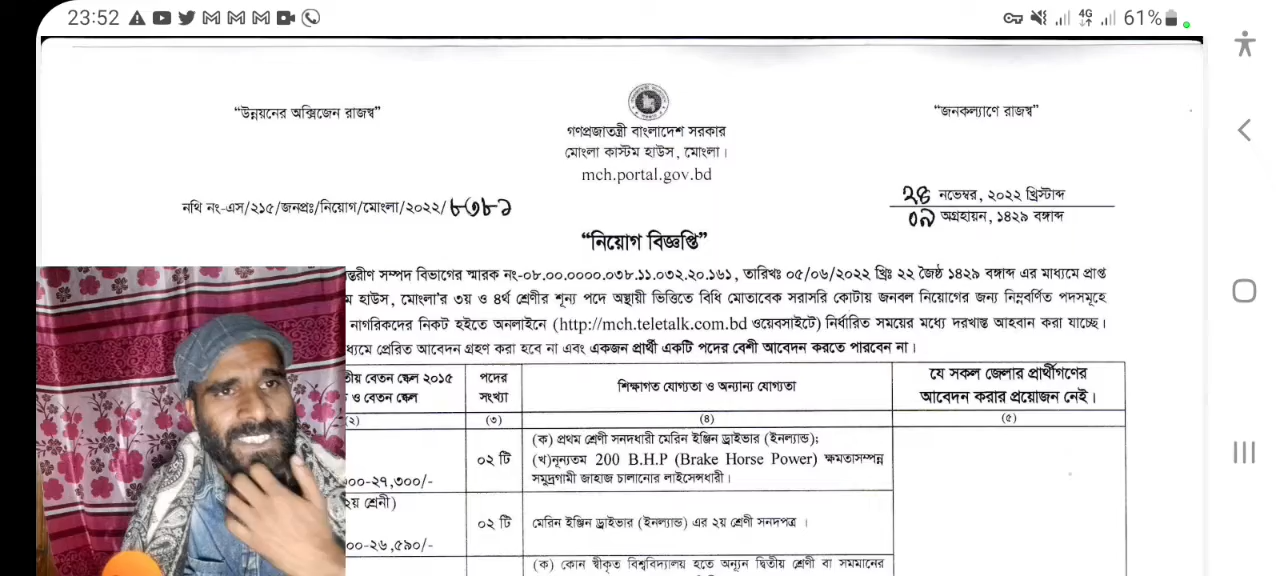 23:52
4G
61%
“উন্নয়নের অক্সিজেন রাজস্ব”
“জনকল্যাণে রাজস্ব”
গণপ্রজাতন্ত্রী বাংলাদেশ সরকার
মোংলা কাস্টম হাউস, মোংলা।
mch.portal.gov.bd
নথি নং-এস/২১৫/জনপ্রঃ/নিয়োগ/মোংলা/২০২২/
২৪ নভেম্বর, ২০২২ খ্রিস্টাব্দ
০৯ অগ্রহায়ন, ১৪২৯ বঙ্গাব্দ
“নিয়োগ বিজ্ঞপ্তি”
ন্তরীণ সম্পদ বিভাগের স্মারক নং-০৮.০০.০০০০.০৩৮.১১.০৩২.২০.১৬১, তারিখঃ ০৫/০৬/২০২২ খ্রিঃ ২২ জৈষ্ঠ ১৪২৯ বঙ্গাব্দ এর মাধ্যমে প্রাপ্ত
ম হাউস, মোংলা'র ৩য় ও ৪র্থ শ্রেণীর শূন্য পদে অস্থায়ী ভিত্তিতে বিধি মোতাবেক সরাসরি কোটায় জনবল নিয়োগের জন্য নিম্নবর্ণিত পদসমূহে
নাগরিকদের নিকট হইতে অনলাইনে (http://mch.teletalk.com.bd ওয়েবসাইটে) নির্ধারিত সময়ের মধ্যে দরখাস্ত আহবান করা যাচ্ছে।
ধ্যমে প্রেরিত আবেদন গ্রহণ করা হবে না এবং একজন প্রার্থী একটি পদের বেশী আবেদন করতে পারবেন না।
তীয় বেতন স্কেল ২০১৫
ও বেতন স্কেল
পদের
সংখ্যা
শিক্ষাগত যোগ্যতা ও অন্যান্য যোগ্যতা
যে সকল জেলার প্রার্থীগণের
আবেদন করার প্রয়োজন নেই।
(২)
(৩)
(৪)
(৫)
০০-২৭,৩০০/-
০২ টি
(ক) প্রথম শ্রেণী সনদধারী মেরিন ইঞ্জিন ড্রাইভার (ইনল্যান্ড);
(খ)নূন্যতম 200 B.H.P (Brake Horse Power) ক্ষমতাসম্পন্ন
সমুদ্রগামী জাহাজ চালানোর লাইসেন্সধারী।
২য় শ্রেনী)
০০-২৬,৫৯০/-
০২ টি
মেরিন ইঞ্জিন ড্রাইভার (ইনল্যান্ড) এর ২য় শ্রেণী সনদপত্র ।
(ক) কোন স্বীকৃত বিশ্ববিদ্যালয় হতে অন্যূন দ্বিতীয় শ্রেণী বা সমমানের